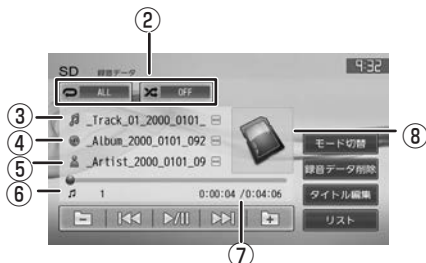 ②
SD 録音データ 9:32
ALL OFF
③ _Track_01_2000_0101_
④ _Album_2000_0101_092
⑤ _Artist_2000_0101_09
⑥ 1 0:00:04 /0:04:06
⑦
⑧
モード切替
録音データ削除
タイトル編集
リスト